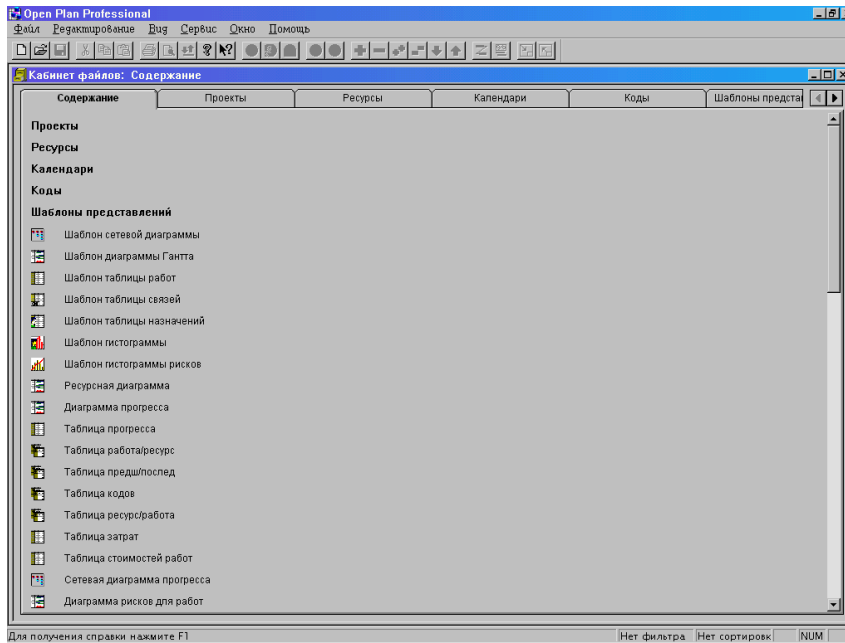 Open Plan Professional
Файл Редактирование Вид Сервис Окно Помощь
Кабинет файлов: Содержание
Содержание Проекты Ресурсы Календари Коды Шаблоны предста
Проекты
Ресурсы
Календари
Коды
Шаблоны представлений
Шаблон сетевой диаграммы
Шаблон диаграммы Гантта
Шаблон таблицы работ
Шаблон таблицы связей
Шаблон таблицы назначений
Шаблон гистограммы
Шаблон гистограммы рисков
Ресурсная диаграмма
Диаграмма прогресса
Таблица прогресса
Таблица работа/ресурс
Таблица предш/послед
Таблица кодов
Таблица ресурс/работа
Таблица затрат
Таблица стоимостей работ
Сетевая диаграмма прогресса
Диаграмма рисков для работ
Для получения справки нажмите F1 Нет фильтра Нет сортировк NUM